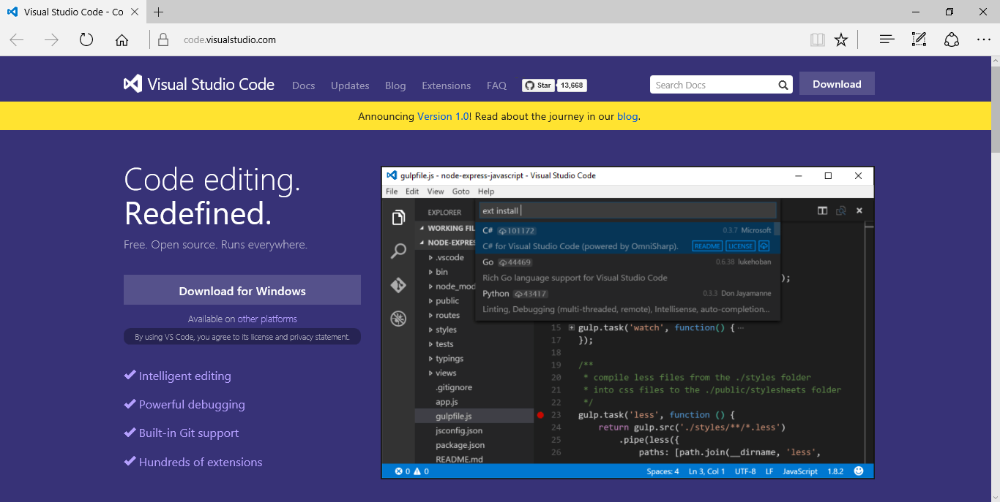 Visual Studio Code - Co
code.visualstudio.com
Visual Studio Code Docs Updates Blog Extensions FAQ Star 13,668 Search Docs Download
Announcing Version 1.0! Read about the journey in our blog.
Code editing.
Redefined.
Free. Open source. Runs everywhere.
Download for Windows
Available on other platforms
By using VS Code, you agree to its license and privacy statement.
Intelligent editing
Powerful debugging
Built-in Git support
Hundreds of extensions
gulpfile.js - node-express-javascript - Visual Studio Code
File Edit View Goto Help
EXPLORER
WORKING FIL
NODE-EXPRES
.vscode
bin
node_mod
public
routes
styles
tests
typings
views
.gitignore
app.js
gulpfile.js
jsconfig.json
package.json
README.md
ext install
C# 101172 0.3.7 Microsoft
C# for Visual Studio Code (powered by OmniSharp). README LICENSE
Go 44469 0.6.38 lukehoban
Rich Go language support for Visual Studio Code
Python 43417 0.3.3 Don Jayamanne
Linting, Debugging (multi-threaded, remote), Intellisense, auto-completion...
);
15 gulp.task('watch', function() { ...
17 });
18
19 /**
20 * compile less files from the ./styles folder
21 * into css files to the ./public/stylesheets folder
22 */
23 gulp.task('less', function () {
24 return gulp.src('./styles/**/*.less')
25 .pipe(less({
26 paths: [path.join(__dirname, 'less',
0 0 Spaces: 4 Ln 3, Col 1 UTF-8 LF JavaScript 1.8.2